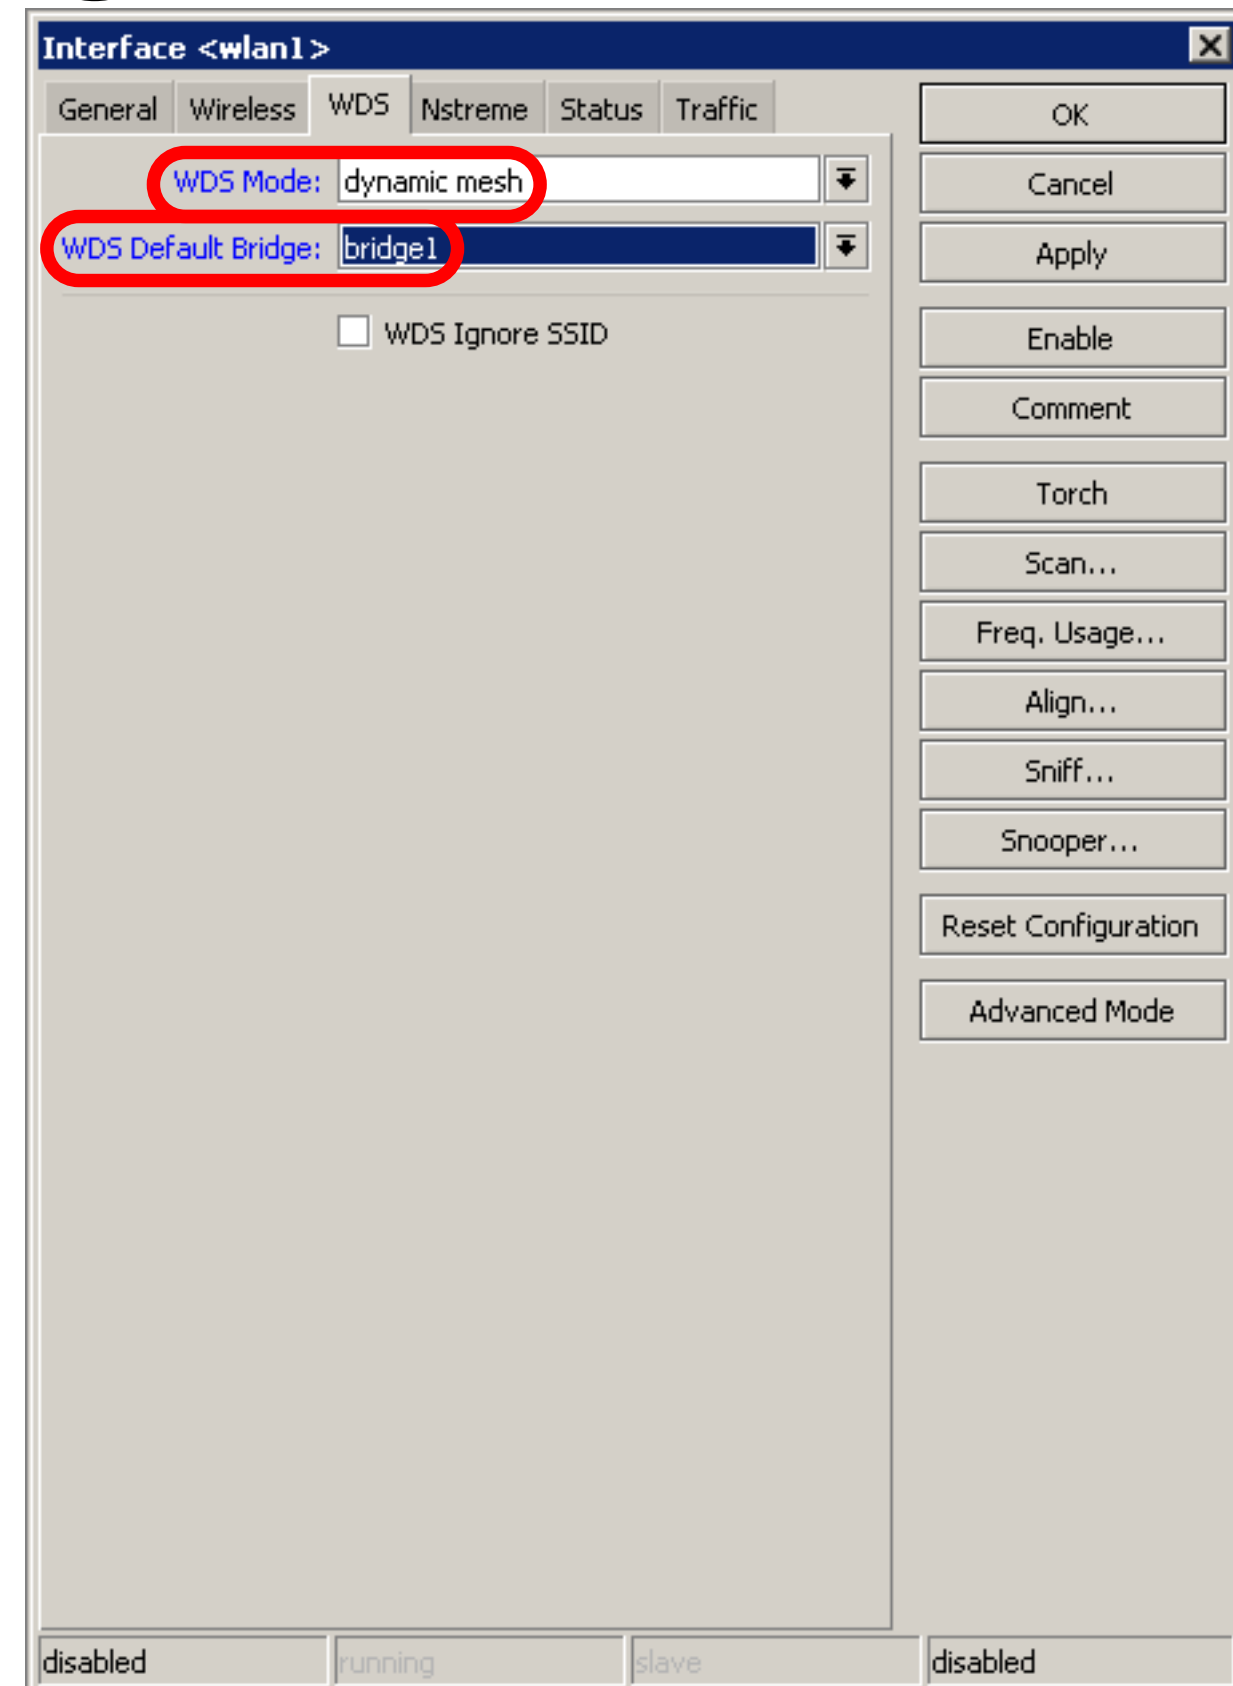 Interface <wlan1>
General Wireless WDS Nstreme Status Traffic
WDS Mode: dynamic mesh
WDS Default Bridge: bridge1
WDS Ignore SSID
OK
Cancel
Apply
Enable
Comment
Torch
Scan...
Freq. Usage...
Align...
Sniff...
Snooper...
Reset Configuration
Advanced Mode
disabled running slave disabled